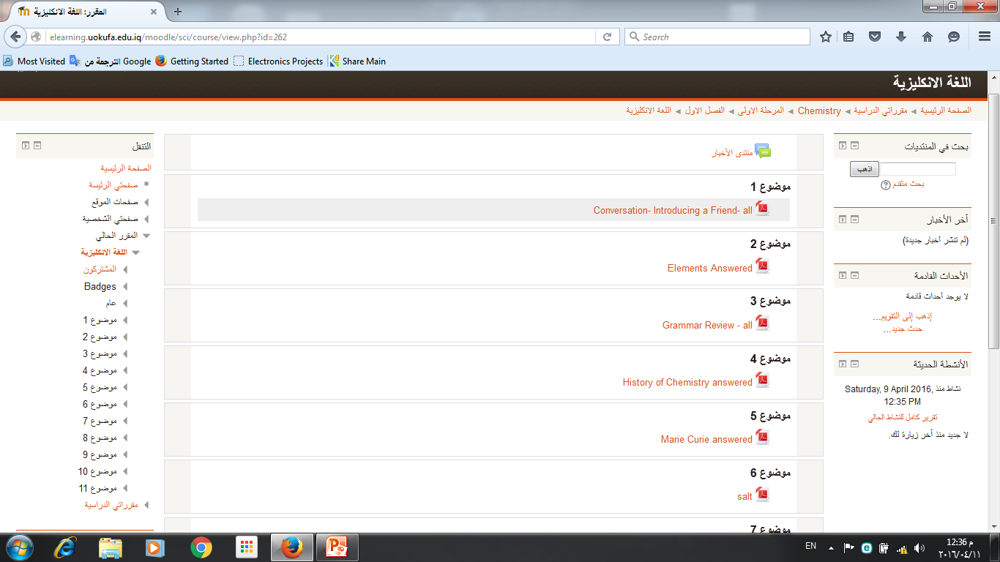 المقرر: اللغة الانكليزية
elearning.uokufa.edu.iq/moodle/sci/course/view.php?id=262
Search
Most Visited
الترجمة من Google
Getting Started
Electronics Projects
Share Main
اللغة الانكليزية
الصفحة الرئيسية ◄ مقرراتي الدراسية ◄ Chemistry ◄ المرحلة الاولى ◄ الفصل الاول ◄ اللغة الانكليزية
بحث في المنتديات
اذهب
بحث متقدم
آخر الأخبار
(لم تنشر أخبار جديدة)
الأحداث القادمة
لا يوجد أحداث قادمة
إذهب إلى التقويم...
حدث جديد...
الأنشطة الحديثة
نشاط منذ Saturday, 9 April 2016,
12:35 PM
تقرير كامل للنشاط الحالي
لا جديد منذ آخر زيارة لك.
منتدى الأخبار
موضوع 1
Conversation- Introducing a Friend- all
موضوع 2
Elements Answered
موضوع 3
Grammar Review - all
موضوع 4
History of Chemistry answered
موضوع 5
Marie Curie answered
موضوع 6
salt
موضوع 7
التنقل
الصفحة الرئيسية
صفحتي الرئيسة
صفحات الموقع
صفحتي الشخصية
المقرر الحالي
اللغة الانكليزية
المشتركون
Badges
عام
موضوع 1
موضوع 2
موضوع 3
موضوع 4
موضوع 5
موضوع 6
موضوع 7
موضوع 8
موضوع 9
موضوع 10
موضوع 11
مقرراتي الدراسية
EN
12:36 م
٢٠١٦/٠٤/١١